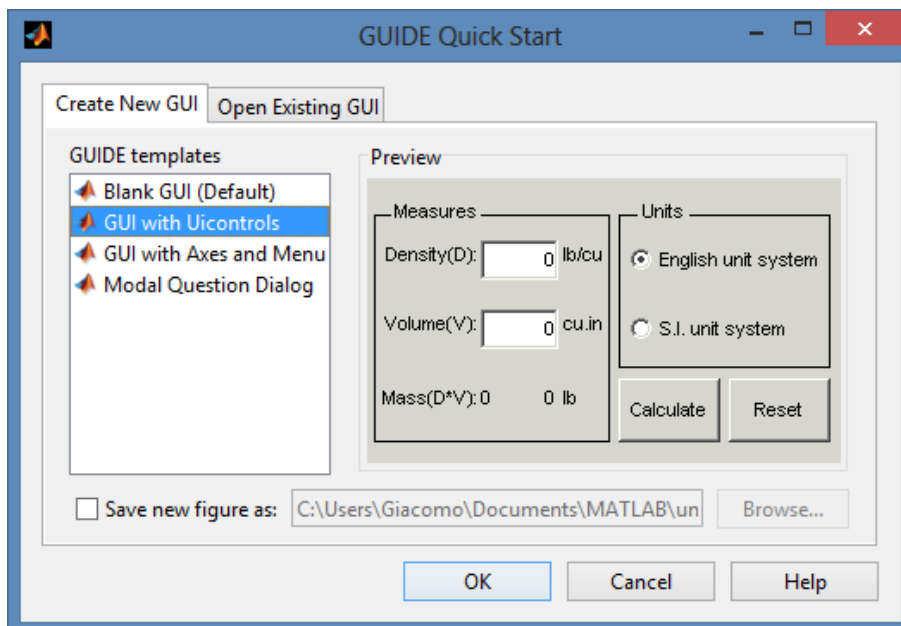 GUIDE Quick Start
Create New GUI
Open Existing GUI
GUIDE templates
Blank GUI (Default)
GUI with Uicontrols
GUI with Axes and Menu
Modal Question Dialog
Preview
Measures
Density(D): 0 lb/cu
Volume(V): 0 cu.in
Mass(D*V): 0 0 lb
Units
English unit system
S.I. unit system
Calculate
Reset
Save new figure as: C:\Users\Giacomo\Documents\MATLAB\un Browse...
OK
Cancel
Help